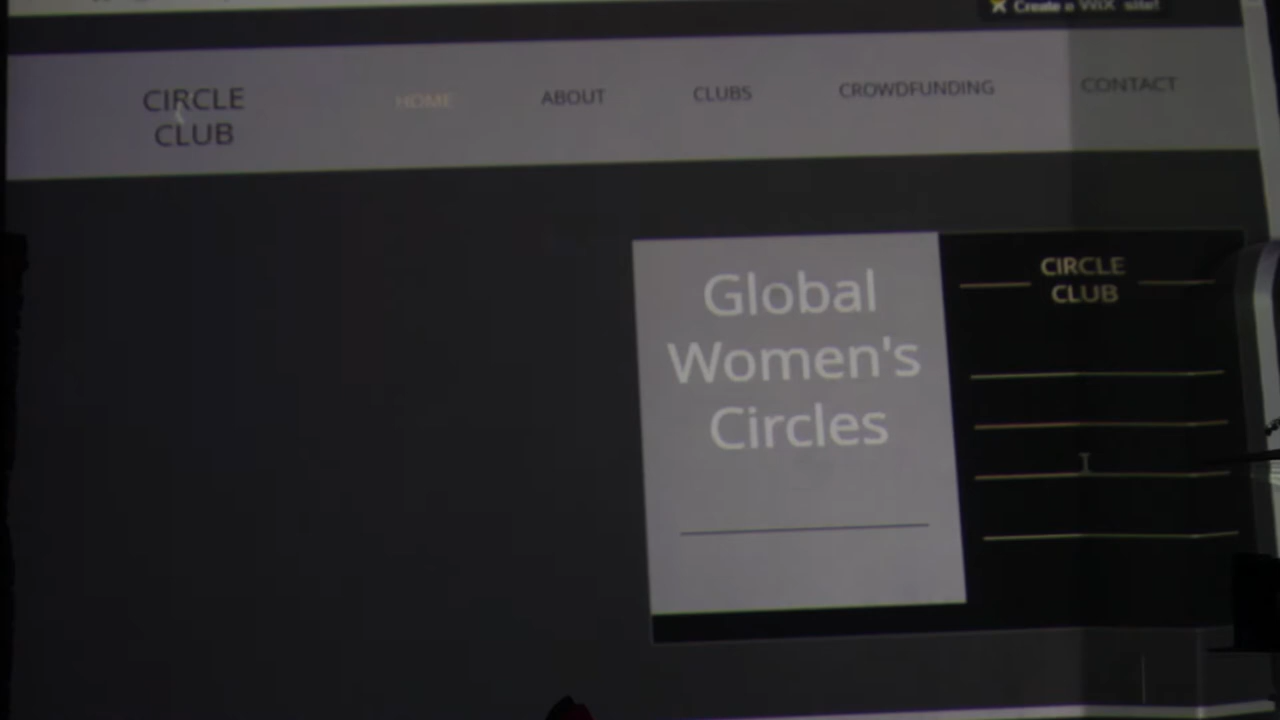 Create a WiX site!
CIRCLE
CLUB
HOME
ABOUT
CLUBS
CROWDFUNDING
CONTACT
Global
Women's
Circles
CIRCLE
CLUB